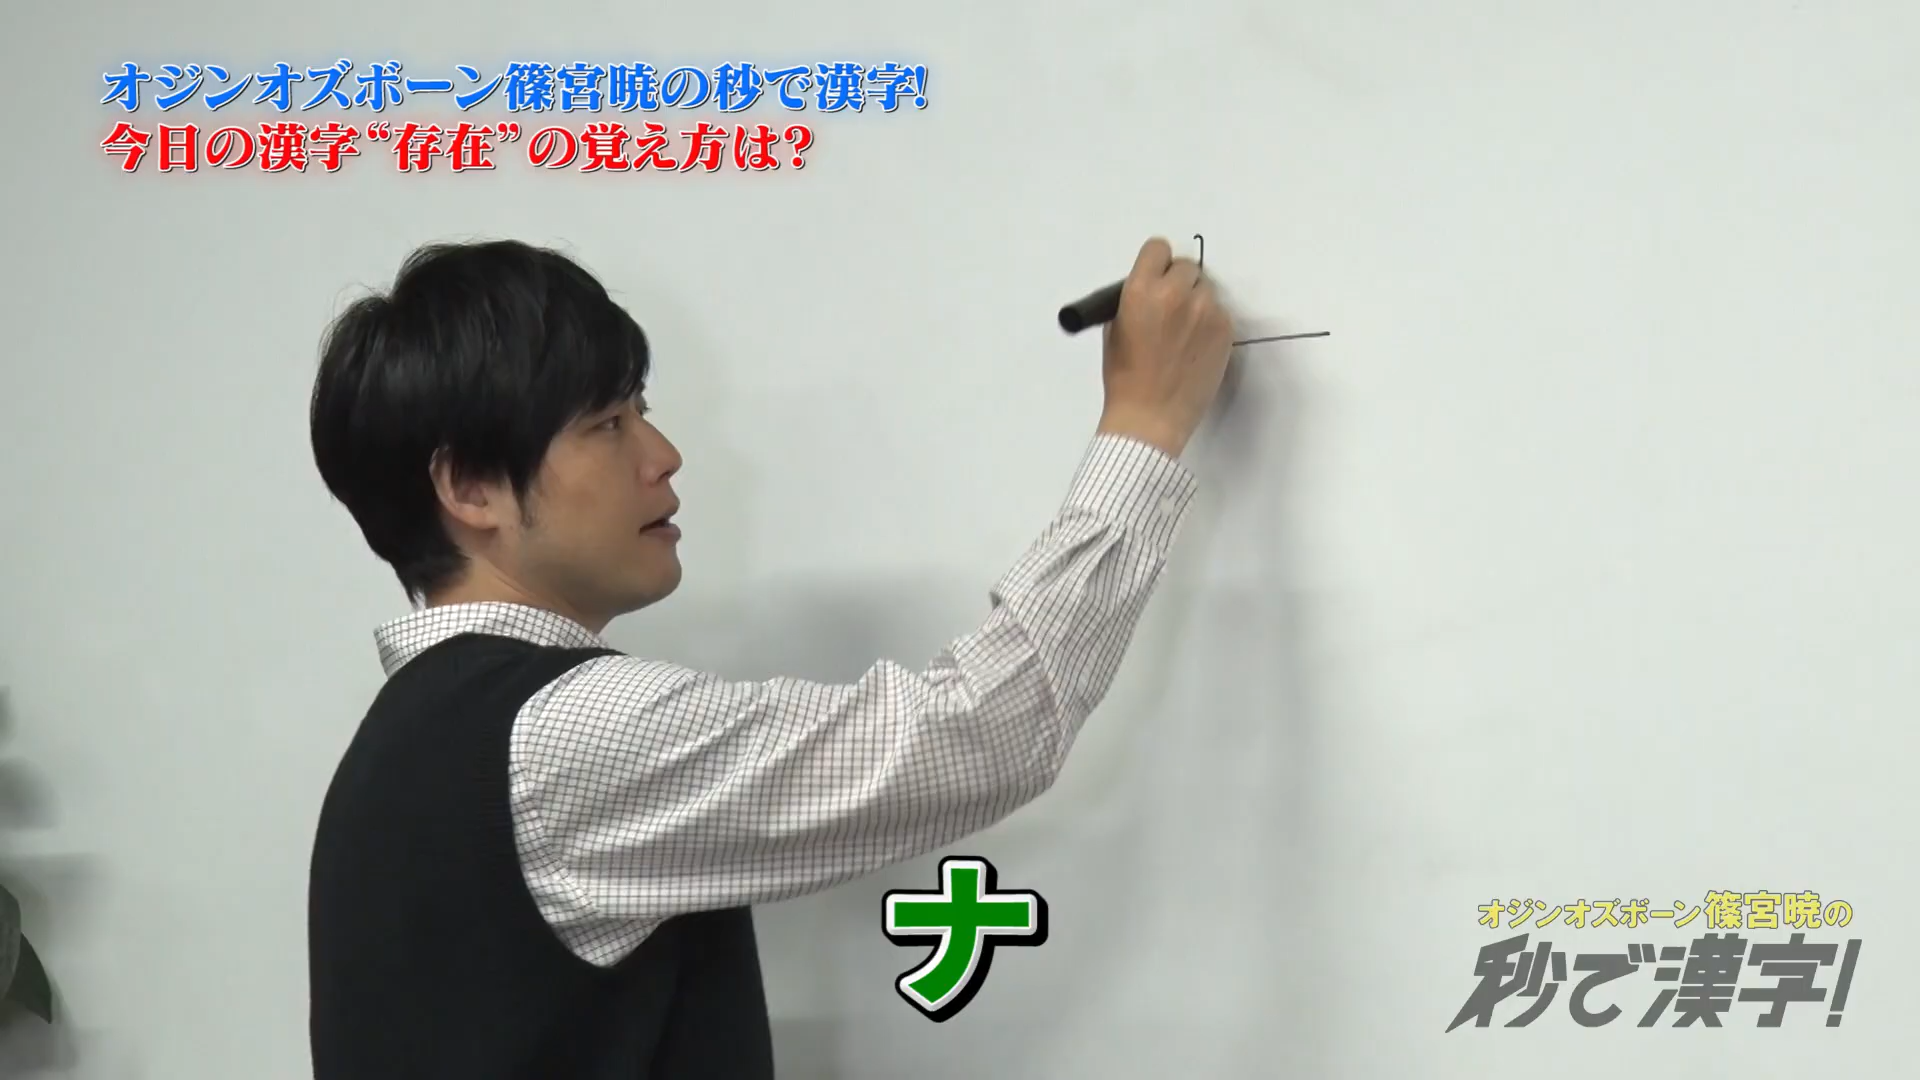 オジンオズボーン篠宮暁の秒で漢字!
今日の漢字“存在”の覚え方は?
ナ
オジンオズボーン篠宮暁の
秒で漢字!